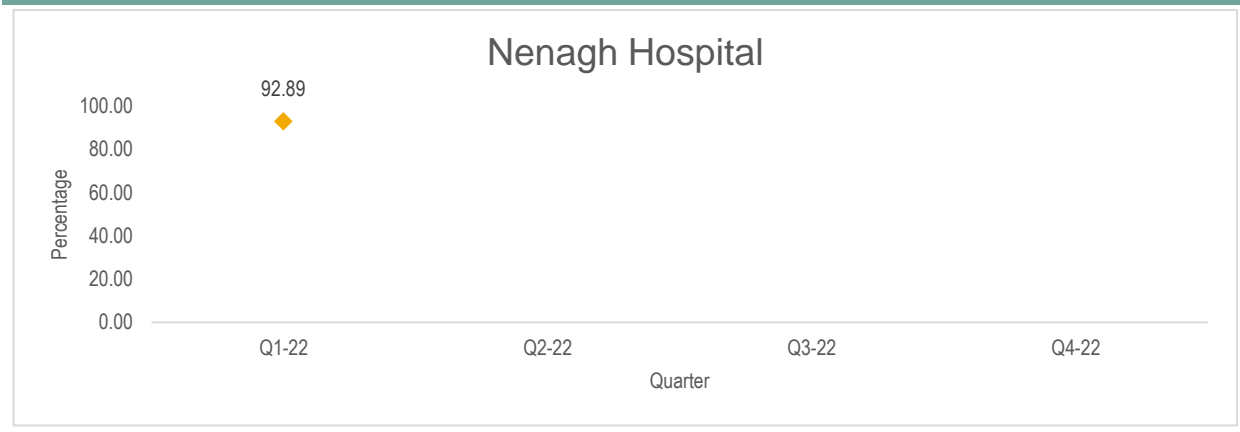 Nenagh Hospital
92.89
100.00
80.00
60.00
40.00
20.00
0.00
Percentage
Q1-22 Q2-22 Q3-22 Q4-22
Quarter